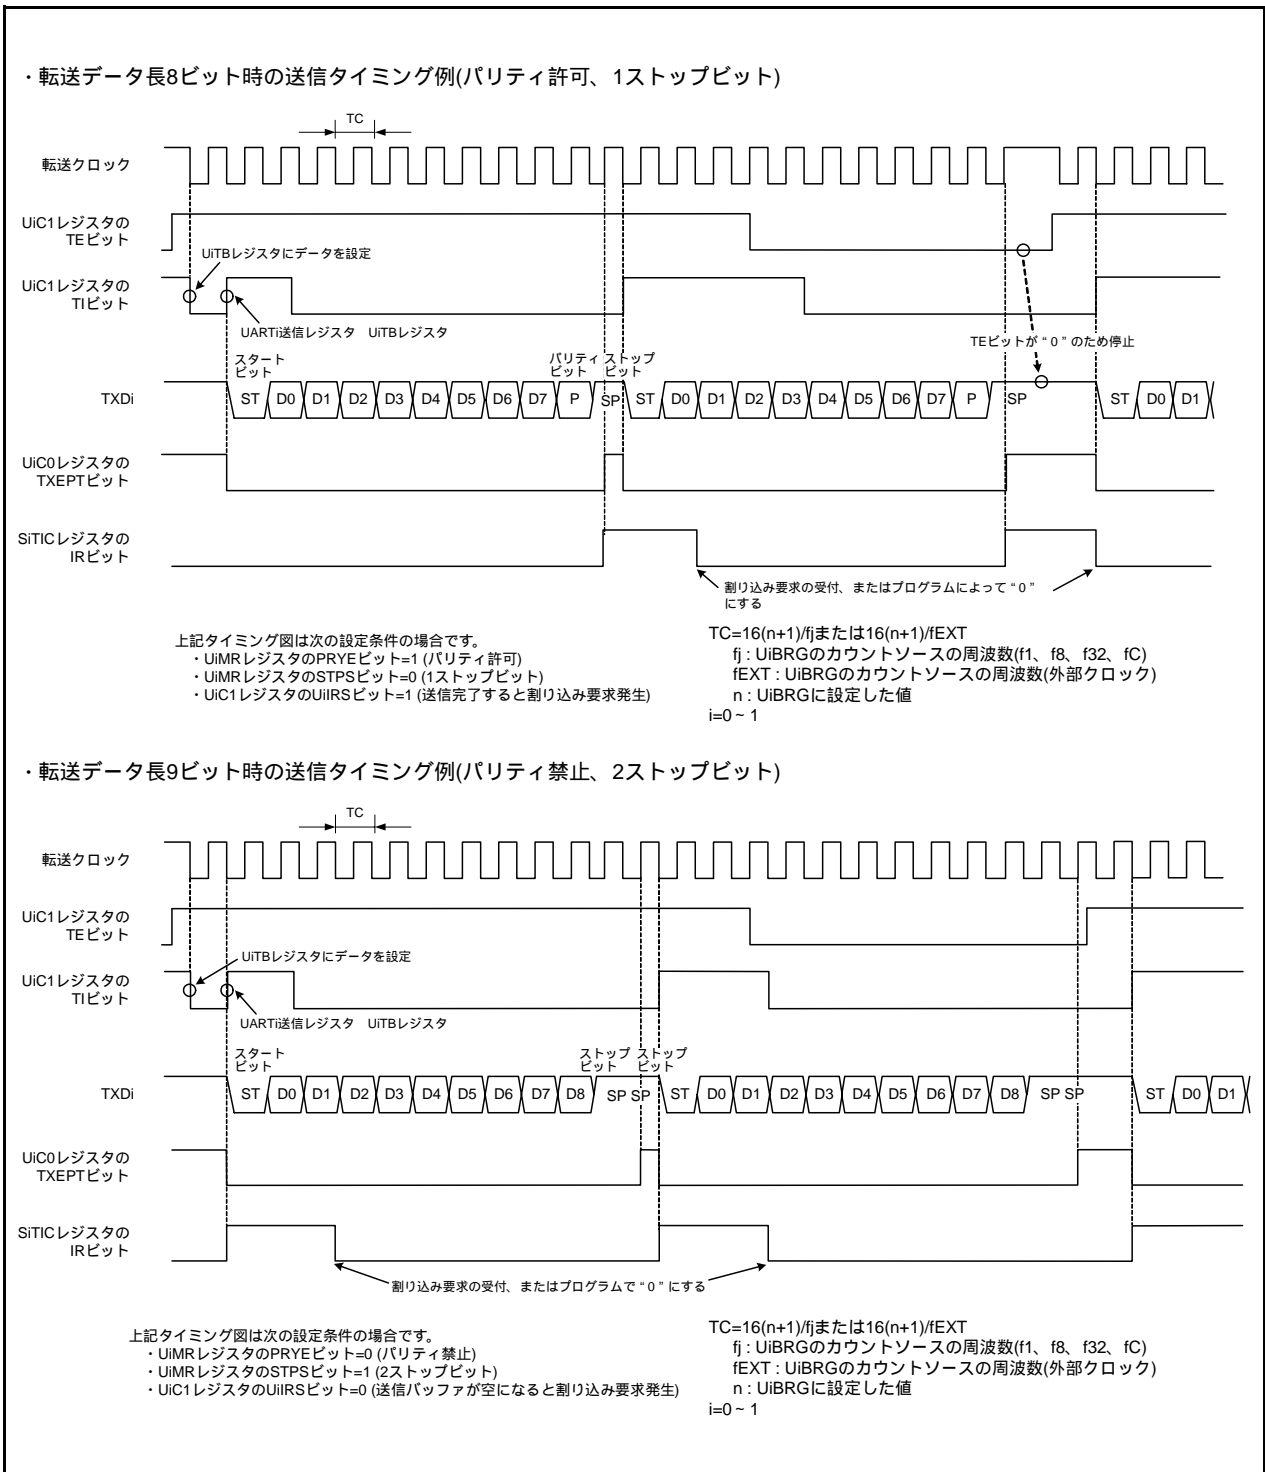 ・転送データ長8ビット時の送信タイミング例(パリティ許可、1ストップビット)
TC
転送クロック
UiC1レジスタの
TEビット
UiTBレジスタにデータを設定
UiC1レジスタの
TIビット
UARTi送信レジスタ UiTBレジスタ
TEビットが“0”のため停止
スタート
ビット
パリティ
ビット
ストップ
ビット
TXDi
ST D0 D1 D2 D3 D4 D5 D6 D7 P SP ST D0 D1 D2 D3 D4 D5 D6 D7 P SP ST D0 D1
UiC0レジスタの
TXEPTビット
SiTICレジスタの
IRビット
割り込み要求の受付、またはプログラムによって“0”
にする
上記タイミング図は次の設定条件の場合です。
・UiMRレジスタのPRYEビット=1 (パリティ許可)
・UiMRレジスタのSTPSビット=0 (1ストップビット)
・UiC1レジスタのUiIRSビット=1 (送信完了すると割り込み要求発生)
TC=16(n+1)/fjまたは16(n+1)/fEXT
fj : UiBRGのカウントソースの周波数(f1、f8、f32、fC)
fEXT : UiBRGのカウントソースの周波数(外部クロック)
n : UiBRGに設定した値
i=0 ~ 1
・転送データ長9ビット時の送信タイミング例(パリティ禁止、2ストップビット)
TC
転送クロック
UiC1レジスタの
TEビット
UiTBレジスタにデータを設定
UiC1レジスタの
TIビット
UARTi送信レジスタ UiTBレジスタ
スタート
ビット
ストップ
ビット
ストップ
ビット
TXDi
ST D0 D1 D2 D3 D4 D5 D6 D7 D8 SP SP ST D0 D1 D2 D3 D4 D5 D6 D7 D8 SP SP ST D0 D1
UiC0レジスタの
TXEPTビット
SiTICレジスタの
IRビット
割り込み要求の受付、またはプログラムで“0”にする
上記タイミング図は次の設定条件の場合です。
・UiMRレジスタのPRYEビット=0 (パリティ禁止)
・UiMRレジスタのSTPSビット=1 (2ストップビット)
・UiC1レジスタのUiIRSビット=0 (送信バッファが空になると割り込み要求発生)
TC=16(n+1)/fjまたは16(n+1)/fEXT
fj : UiBRGのカウントソースの周波数(f1、f8、f32、fC)
fEXT : UiBRGのカウントソースの周波数(外部クロック)
n : UiBRGに設定した値
i=0 ~ 1